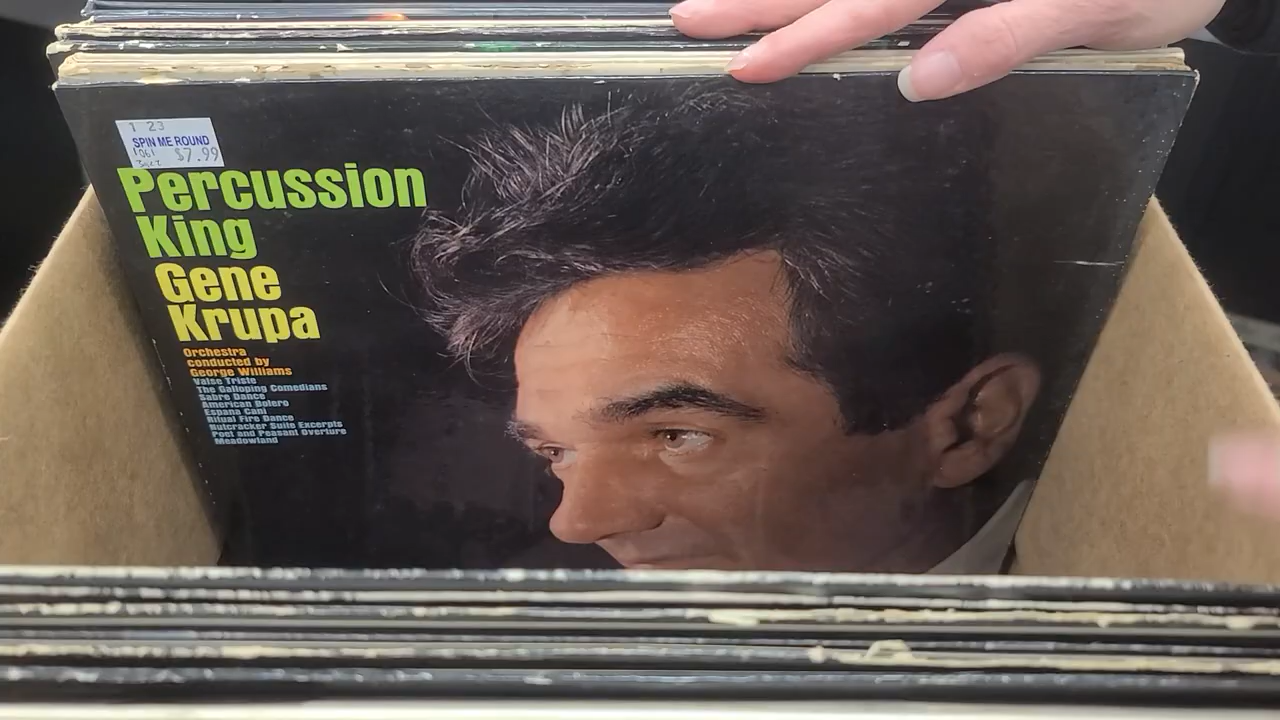 1 23
SPIN ME ROUND
$7.99
Percussion
King
Gene
Krupa
Orchestra
conducted by
George Williams
Valse Triste
The Galloping Comedians
Sabre Dance
American Bolero
Espana Cani
Ritual Fire Dance
Nutcracker Suite Excerpts
Poet and Peasant Overture
Meadowland